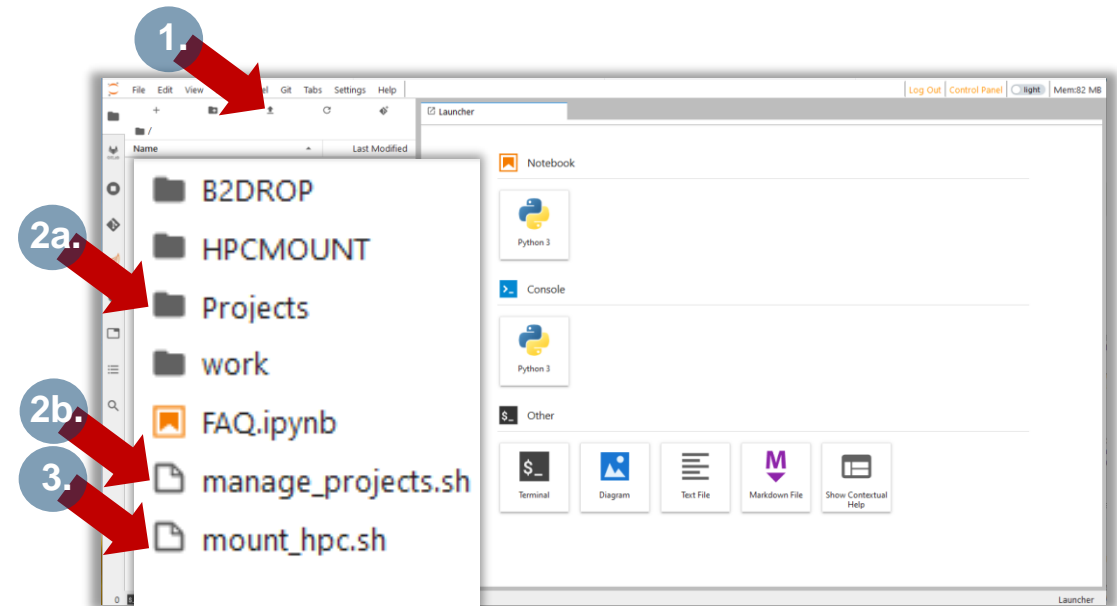 1.
File Edit View el Git Tabs Settings Help
Log Out Control Panel light Mem:82 MB
Launcher
/
Name Last Modified
Notebook
B2DROP
HPCMOUNT
2a.
Python 3
Projects
Console
work
Python 3
2b.
FAQ.ipynb
$_ Other
manage_projects.sh
3.
$_
M
Terminal Diagram Text File Markdown File Show Contextual
Help
mount_hpc.sh
0 Launcher